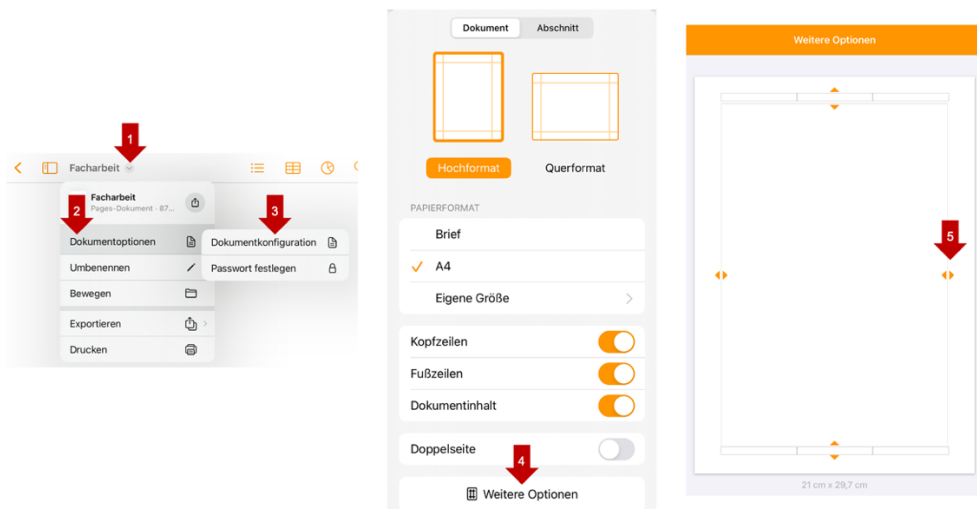 1
Facharbeit
Facharbeit
Pages-Dokument · 87...
2
3
Dokumentoptionen
Dokumentkonfiguration
Umbenennen
Passwort festlegen
Bewegen
Exportieren
Drucken
Dokument
Abschnitt
Hochformat
Querformat
PAPIERFORMAT
Brief
A4
Eigene Größe
Kopfzeilen
Fußzeilen
Dokumentinhalt
Doppelseite
4
Weitere Optionen
Weitere Optionen
5
21 cm x 29,7 cm